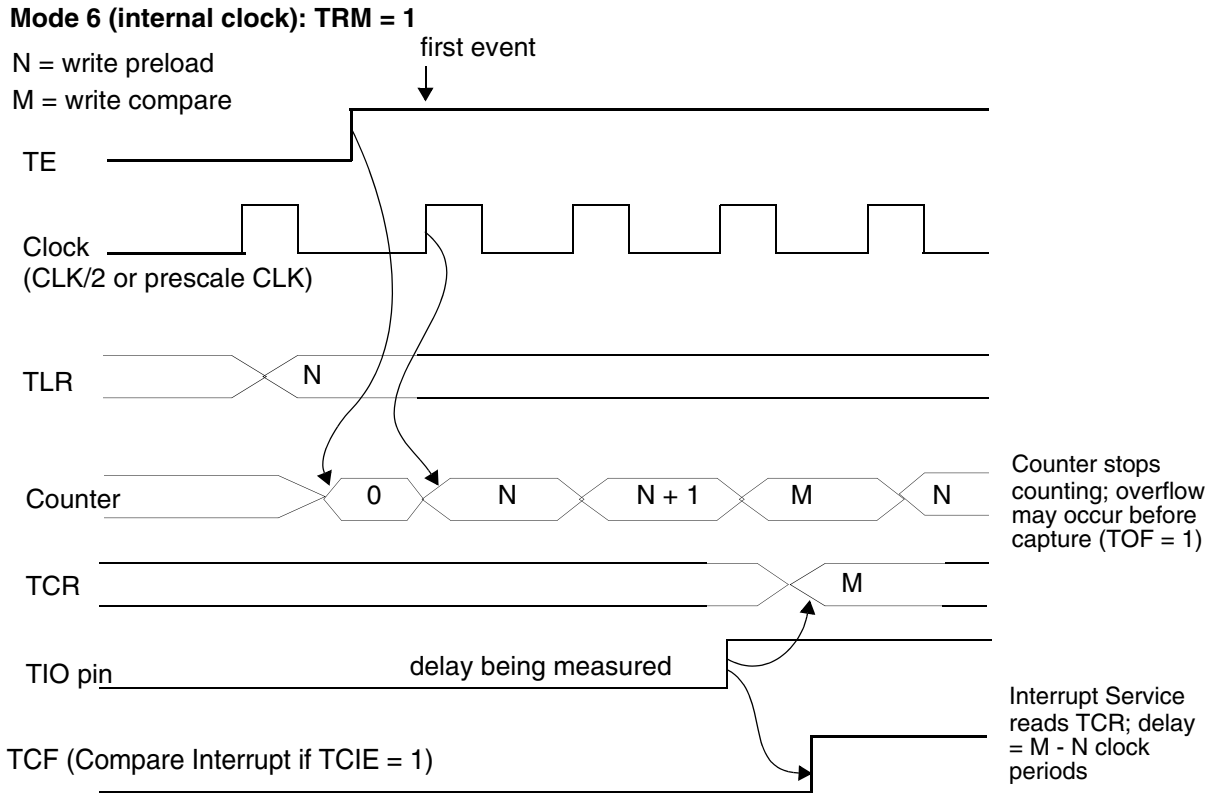 Mode 6 (internal clock): TRM = 1
first event
N = write preload
M = write compare
TE
Clock
(CLK/2 or prescale CLK)
TLR
N
Counter
0
N
N + 1
M
N
Counter stops
counting; overflow
may occur before
capture (TOF = 1)
TCR
M
TIO pin
delay being measured
Interrupt Service
reads TCR; delay
= M - N clock
periods
TCF (Compare Interrupt if TCIE = 1)